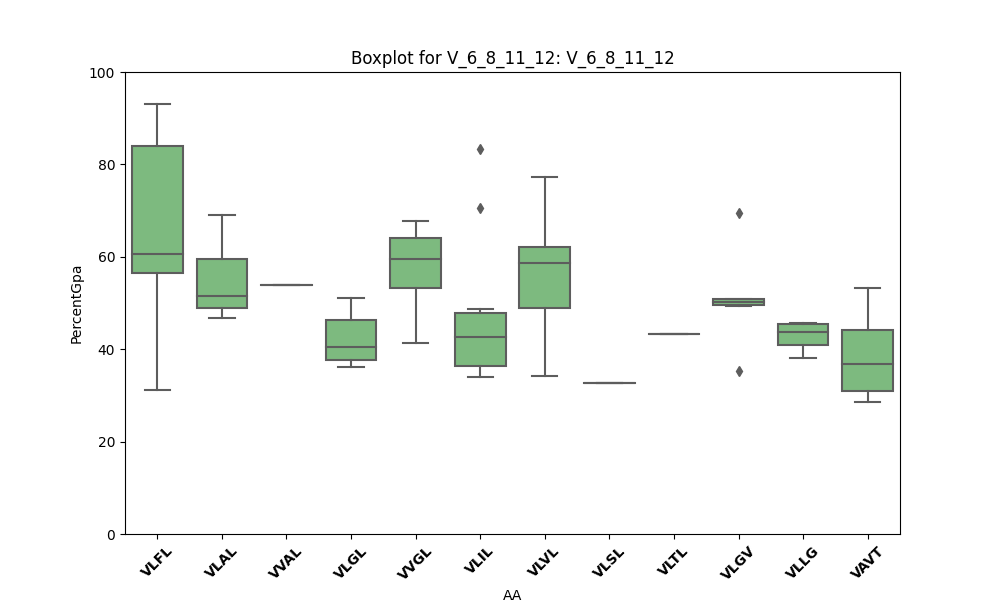 Boxplot for V_6_8_11_12: V_6_8_11_12
100
80
60
40
20
0
PercentGpa
VLFL
VLAL
VVAL
VLGL
VVGL
VLIL
VLVL
VLSL
VLTL
VLGV
VLLG
VAVT
AA